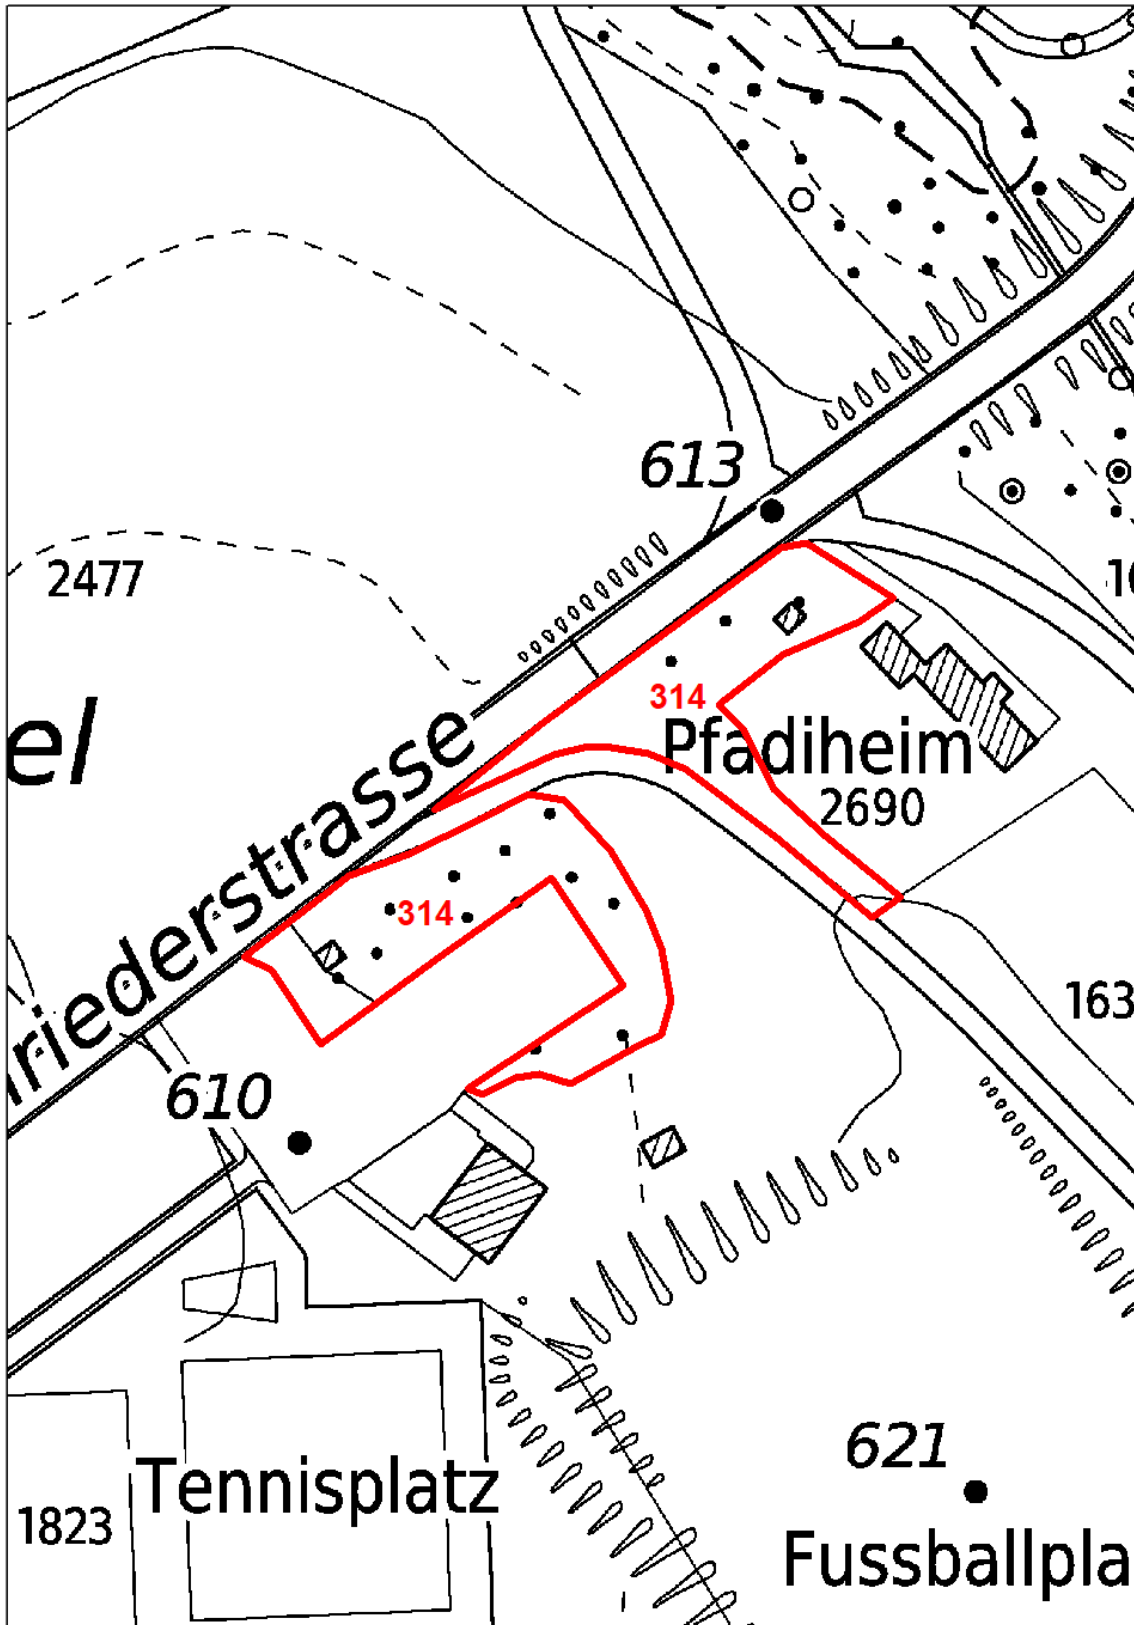 613
2477
el
314
Pfadiheim
2690
314
riederstrasse
163
610
621
Tennisplatz
1823
Fussballpla